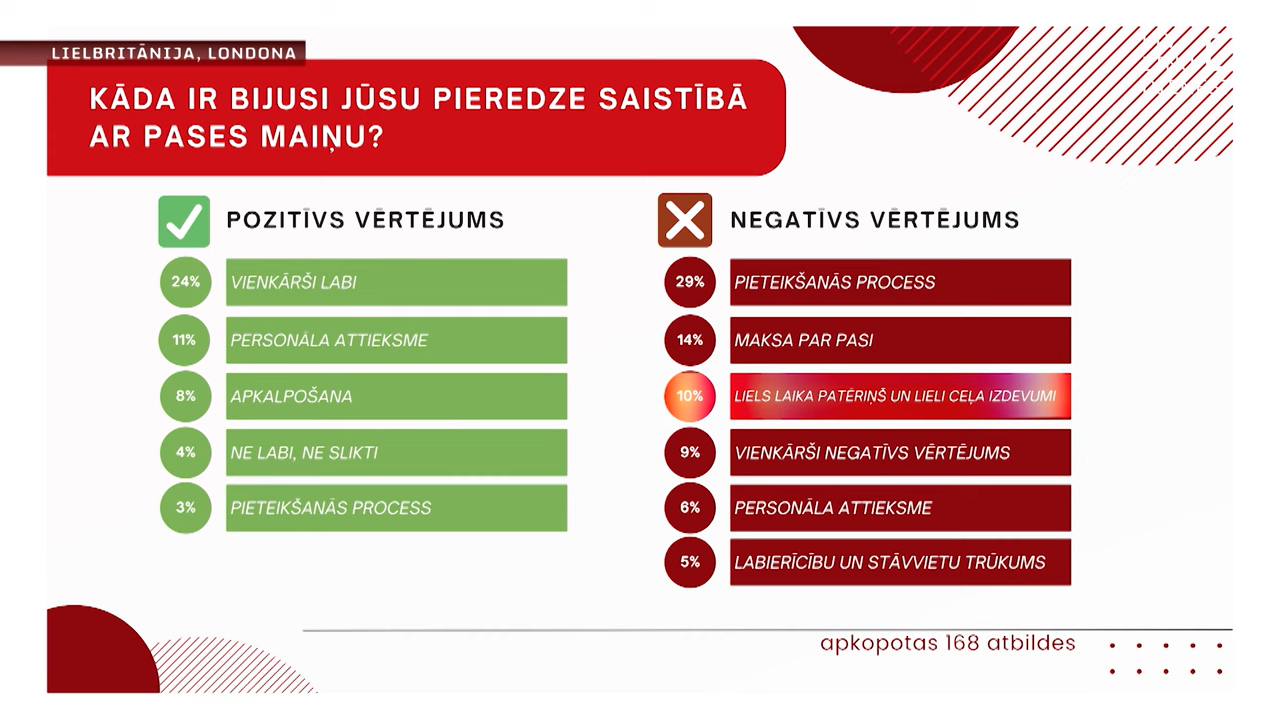 LIELBRITĀNIJA, LONDONA
KĀDA IR BIJUSI JŪSU PIEREDZE SAISTĪBĀ
AR PASES MAIŅU?
POZITĪVS VĒRTĒJUMS
24% VIENKĀRŠI LABI
11% PERSONĀLA ATTIEKSME
8% APKALPOŠANA
4% NE LABI, NE SLIKTI
3% PIETEIKŠANĀS PROCESS
NEGATĪVS VĒRTĒJUMS
29% PIETEIKŠANĀS PROCESS
14% MAKSA PAR PASI
10% LIELS LAIKA PATĒRIŅŠ UN LIELI CEĻA IZDEVUMI
9% VIENKĀRŠI NEGATĪVS VĒRTĒJUMS
6% PERSONĀLA ATTIEKSME
5% LABIERĪCĪBU UN STĀVVIETU TRŪKUMS
apkopotas 168 atbildes